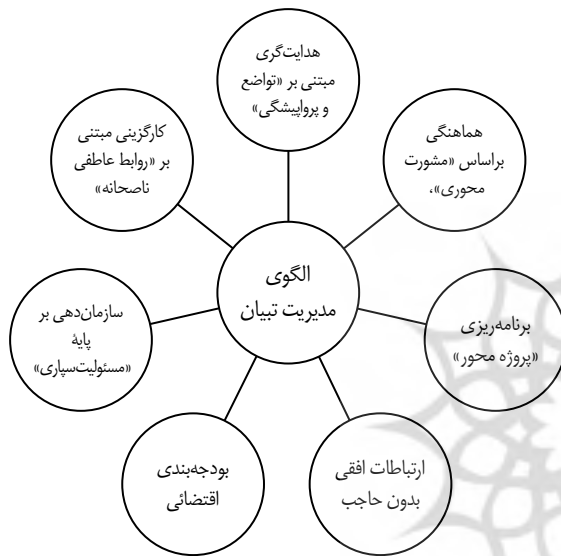 هدایت‌گری
مبتنی بر «تواضع
و پرواپیشگی»
هماهنگی
براساس «مشورت
محوری»،
کارگزینی مبتنی
بر «روابط عاطفی
ناصحانه»
الگوی
مدیریت تبیان
برنامه‌ریزی
«پروژه محور»
سازمان‌دهی بر
پایهٔ
«مسئولیت‌سپاری»
ارتباطات افقی
بدون حاجب
بودجه‌بندی
اقتضائی